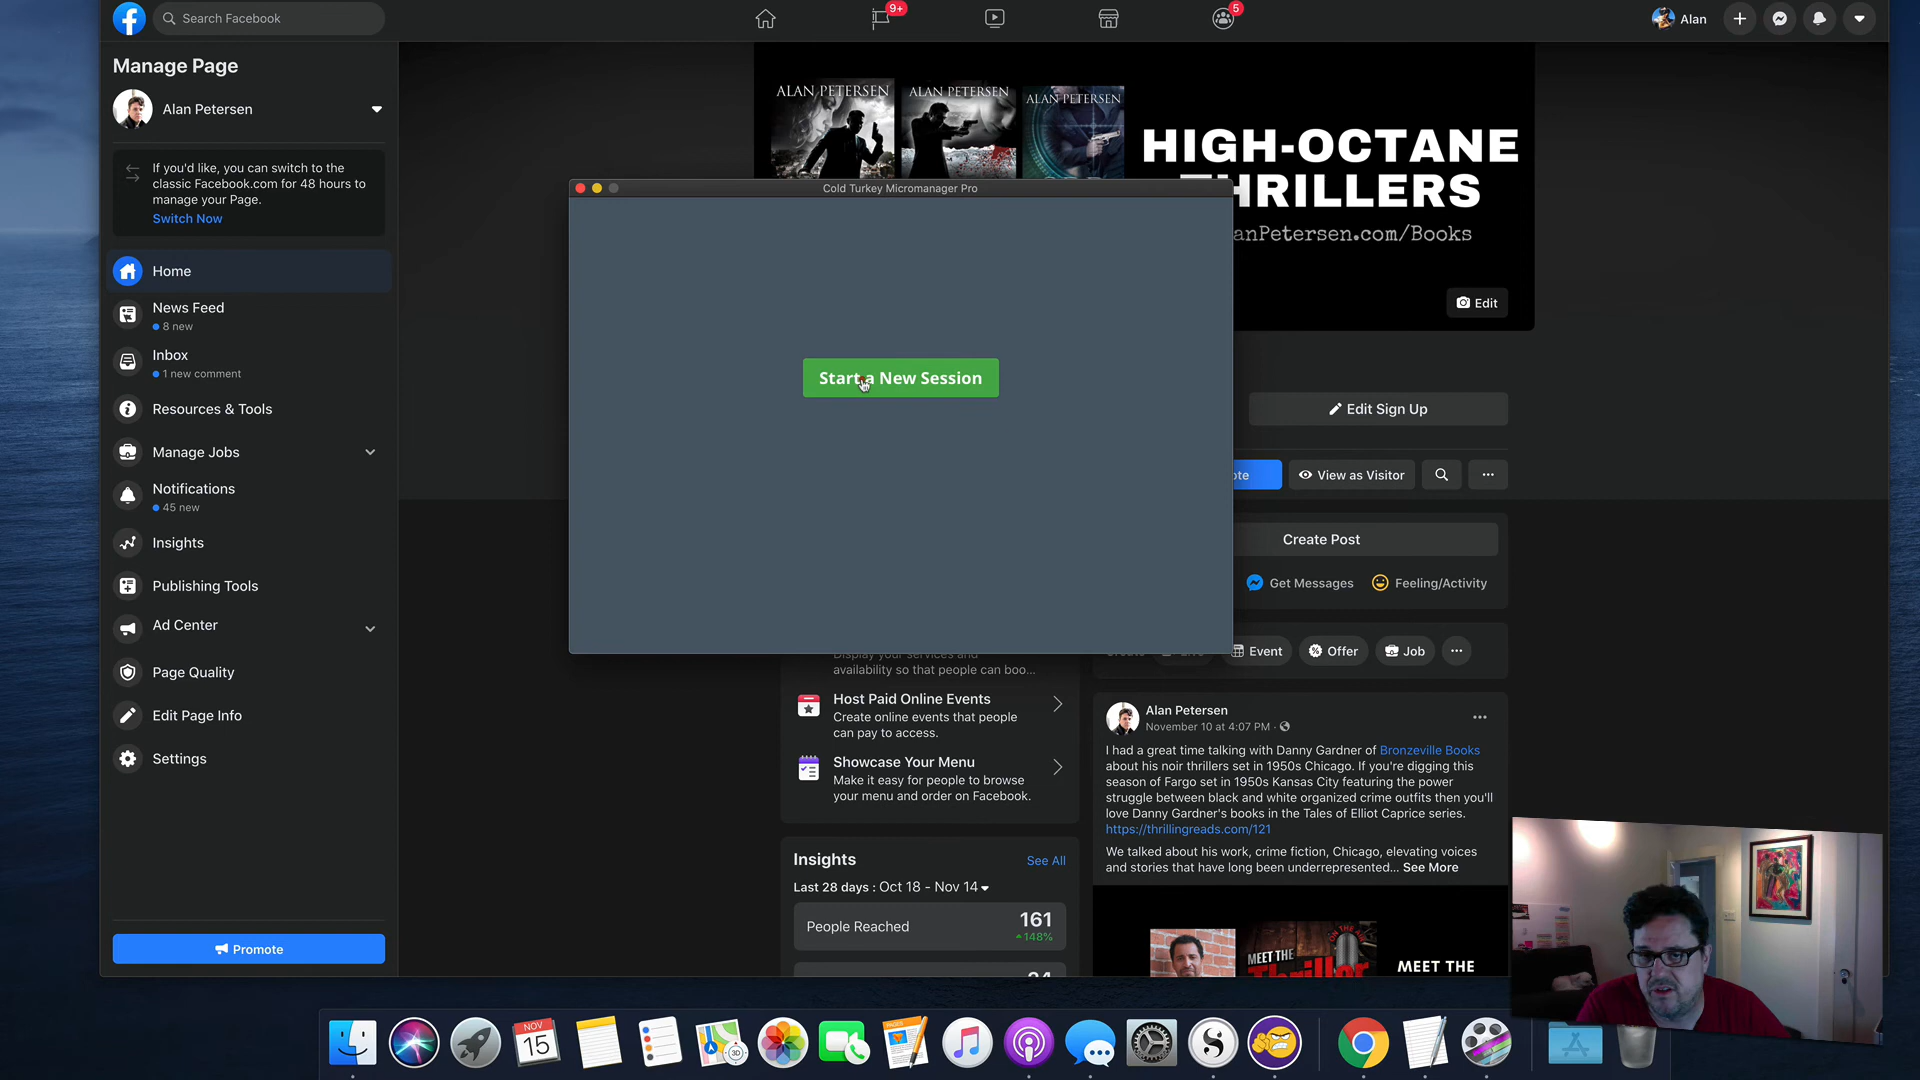 Search Facebook
9+
5
Alan
Manage Page
Alan Petersen
If you'd like, you can switch to the
classic Facebook.com for 48 hours to
manage your Page.
Switch Now
Home
News Feed
8 new
Inbox
1 new comment
Resources & Tools
Manage Jobs
Notifications
45 new
Insights
Publishing Tools
Ad Center
Page Quality
Edit Page Info
Settings
Promote
ALAN PETERSEN
ALAN PETERSEN
ALAN PETERSEN
HIGH-OCTANE
THRILLERS
anPetersen.com/Books
Edit
Cold Turkey Micromanager Pro
Start a New Session
Edit Sign Up
ote
View as Visitor
Create Post
Get Messages
Feeling/Activity
Event
Offer
Job
Display your services and
availability so that people can boo...
Host Paid Online Events
Create online events that people
can pay to access.
Showcase Your Menu
Make it easy for people to browse
your menu and order on Facebook.
Insights
See All
Last 28 days : Oct 18 - Nov 14
People Reached
161
148%
Alan Petersen
November 10 at 4:07 PM ·
I had a great time talking with Danny Gardner of Bronzeville Books
about his noir thrillers set in 1950s Chicago. If you're digging this
season of Fargo set in 1950s Kansas City featuring the power
struggle between black and white organized crime outfits then you'll
love Danny Gardner's books in the Tales of Elliot Caprice series.
https://thrillingreads.com/121
We talked about his work, crime fiction, Chicago, elevating voices
and stories that have long been underrepresented... See More
MEET THE
MEET THE
NOV
15
3D
PAGES